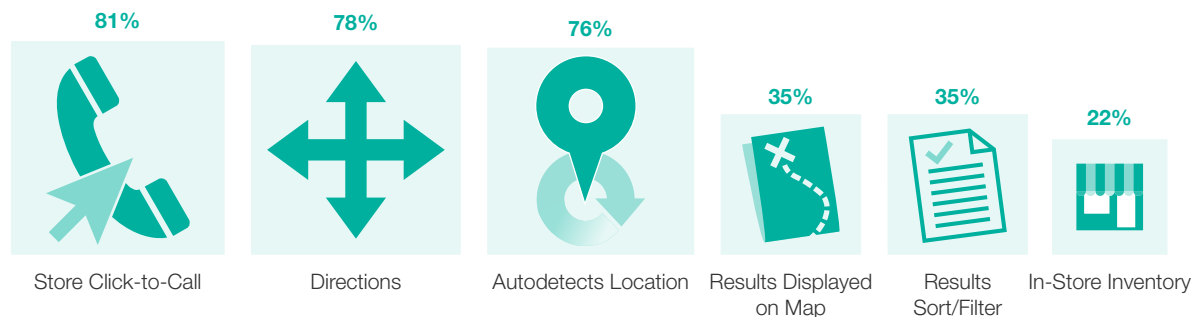 81%
78%
76%
35%
35%
22%
Store Click-to-Call
Directions
Autodetects Location
Results Displayed
on Map
Results
Sort/Filter
In-Store Inventory